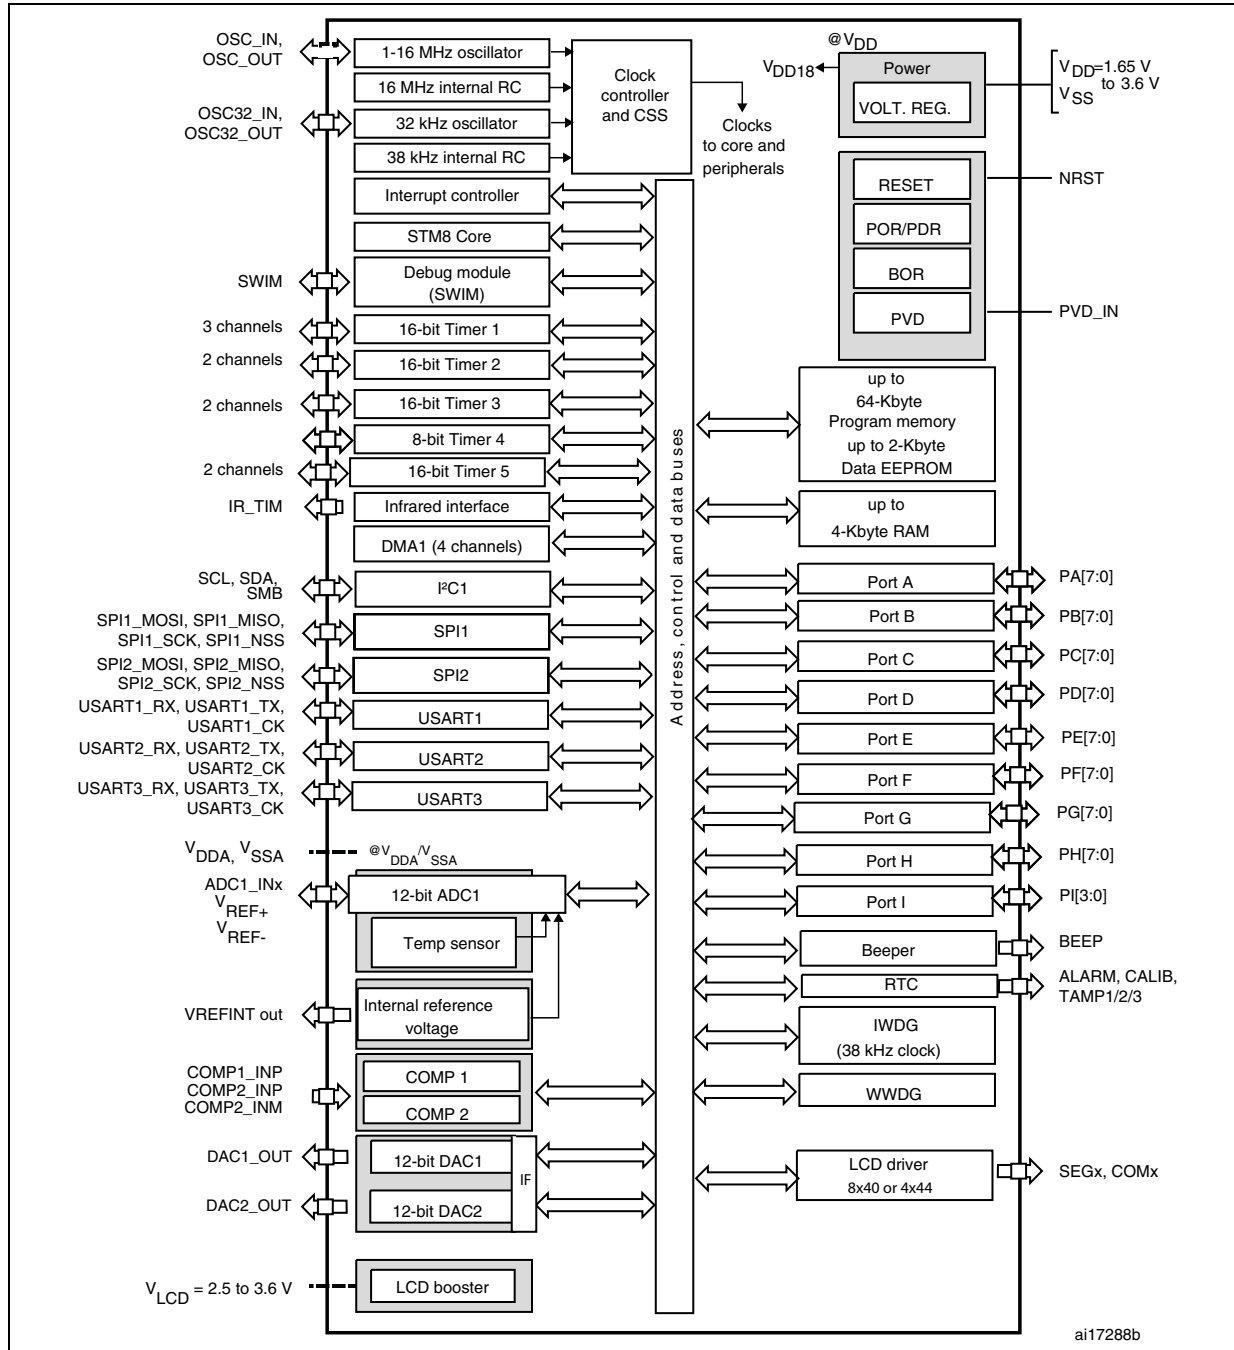 OSC_IN,
OSC_OUT
1-16 MHz oscillator
16 MHz internal RC
OSC32_IN,
OSC32_OUT
32 kHz oscillator
38 kHz internal RC
Clock
controller
and CSS
Clocks
to core and
peripherals
@VDD
VDD18
Power
VOLT. REG.
VDD=1.65 V
to 3.6 V
VSS
Interrupt controller
STM8 Core
SWIM
Debug module
(SWIM)
3 channels
16-bit Timer 1
2 channels
16-bit Timer 2
2 channels
16-bit Timer 3
8-bit Timer 4
2 channels
16-bit Timer 5
IR_TIM
Infrared interface
DMA1 (4 channels)
SCL, SDA,
SMB
I²C1
SPI1_MOSI, SPI1_MISO,
SPI1_SCK, SPI1_NSS
SPI1
SPI2_MOSI, SPI2_MISO,
SPI2_SCK, SPI2_NSS
SPI2
USART1_RX, USART1_TX,
USART1_CK
USART1
USART2_RX, USART2_TX,
USART2_CK
USART2
USART3_RX, USART3_TX,
USART3_CK
USART3
VDDA, VSSA
@VDDA/VSSA
ADC1_INx
VREF+
VREF-
12-bit ADC1
Temp sensor
VREFINT out
Internal reference
voltage
COMP1_INP
COMP2_INP
COMP2_INM
COMP 1
COMP 2
DAC1_OUT
12-bit DAC1
IF
DAC2_OUT
12-bit DAC2
VLCD = 2.5 to 3.6 V
LCD booster
Address, control and data buses
RESET
NRST
POR/PDR
BOR
PVD
PVD_IN
up to
64-Kbyte
Program memory
up to 2-Kbyte
Data EEPROM
up to
4-Kbyte RAM
Port A
PA[7:0]
Port B
PB[7:0]
Port C
PC[7:0]
Port D
PD[7:0]
Port E
PE[7:0]
Port F
PF[7:0]
Port G
PG[7:0]
Port H
PH[7:0]
Port I
PI[3:0]
Beeper
BEEP
RTC
ALARM, CALIB,
TAMP1/2/3
IWDG
(38 kHz clock)
WWDG
LCD driver
8x40 or 4x44
SEGx, COMx
ai17288b